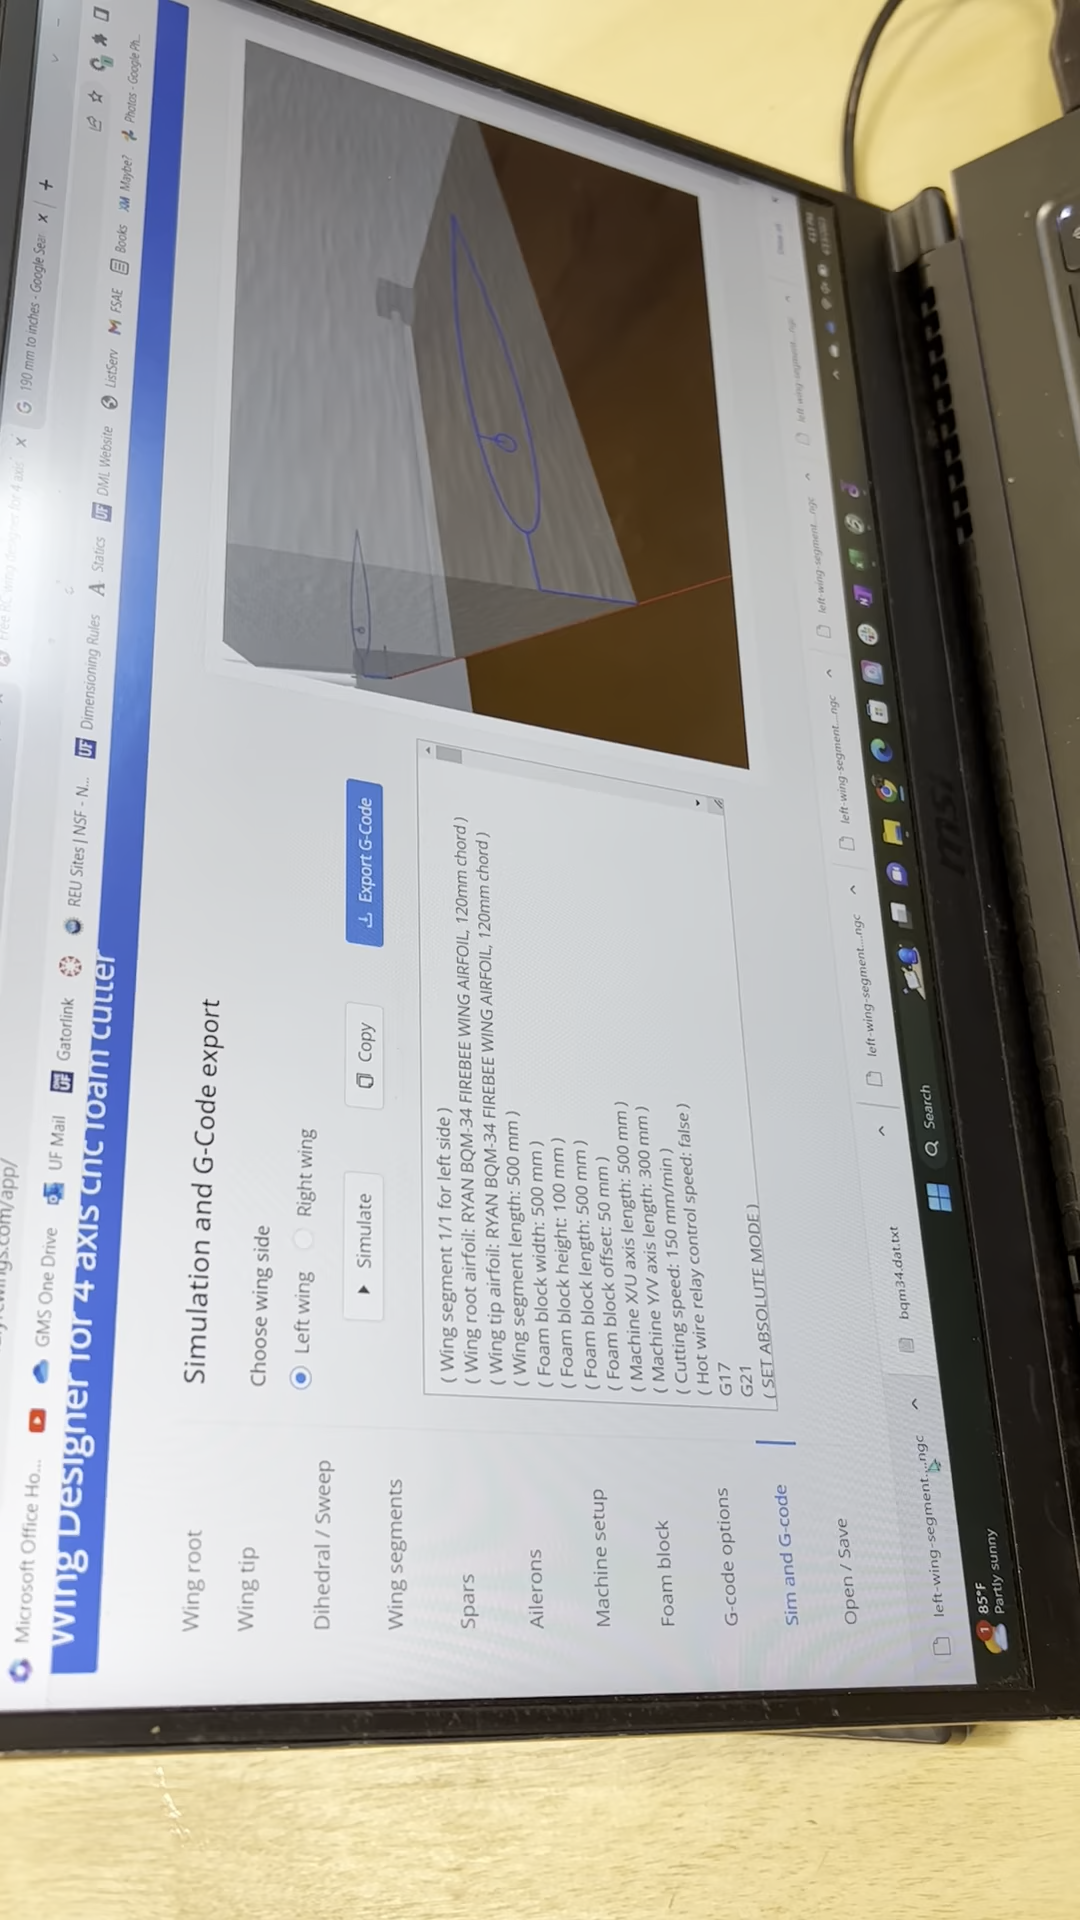 190 mm to inches - Google Sear
Microsoft Office Ho...
GMS One Drive
UF Mail
Gatorlink
REU Sites | NSF - N...
Dimensioning Rules
Statics
DML Website
ListServ
FSAE
Books
Maybe?
Photos - Google Ph...
Wing Designer for 4 axis cnc foam cutter
Wing root
Wing tip
Dihedral / Sweep
Wing segments
Spars
Ailerons
Machine setup
Foam block
G-code options
Sim and G-code
Open / Save
Simulation and G-Code export
Choose wing side
Left wing
Right wing
Simulate
Copy
Export G-Code
( Wing segment 1/1 for left side )
( Wing root airfoil: RYAN BQM-34 FIREBEE WING AIRFOIL, 120mm chord )
( Wing tip airfoil: RYAN BQM-34 FIREBEE WING AIRFOIL, 120mm chord )
( Wing segment length: 500 mm )
( Foam block width: 500 mm )
( Foam block height: 100 mm )
( Foam block length: 500 mm )
( Foam block offset: 50 mm )
( Machine X/U axis length: 500 mm )
( Machine Y/V axis length: 300 mm )
( Cutting speed: 150 mm/min )
( Hot wire relay control speed: false )
G17
G21
( SET ABSOLUTE MODE )
left-wing-segment....ngc
bqm34.dat.txt
left-wing-segment...ngc
left-wing-segment...ngc
left-wing-segment...ngc
left-wing-segment...ngc
85°F
Partly sunny
Search
msi